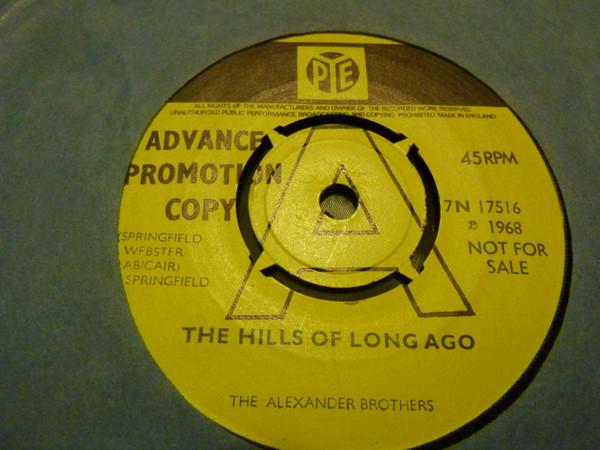 PYE
ALL RIGHTS OF THE MANUFACTURERS AND OWNER OF THE RECORDED WORK RESERVED
UNAUTHORISED PUBLIC PERFORMANCE, BROADCASTING AND COPYING PROHIBITED. MADE IN ENGLAND
ADVANCE
PROMOTION
COPY
A
45 RPM
7N 17516
℗ 1968
NOT FOR
SALE
(SPRINGFIELD
WEBSTER
ABICAIR)
SPRINGFIELD
THE HILLS OF LONG AGO
THE ALEXANDER BROTHERS